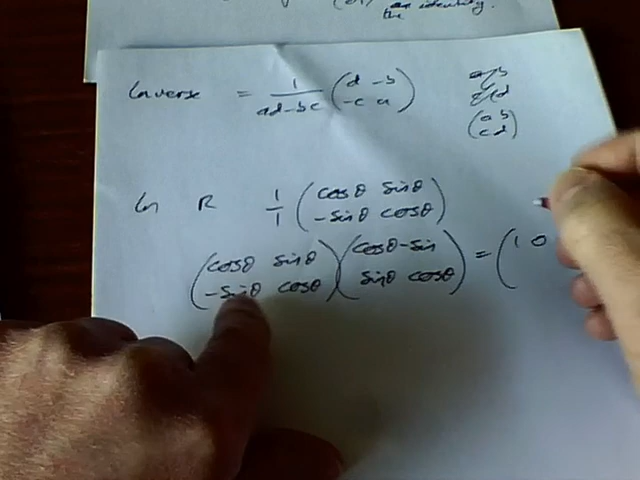 an identity.
the
Inverse = 1/(ad-bc) (d -b
-c a)
(a b
c d)
In R 1/1 (cosθ sinθ
-sinθ cosθ)
(cosθ sinθ
-sinθ cosθ) (cosθ -sin
sinθ cosθ) = (1 0